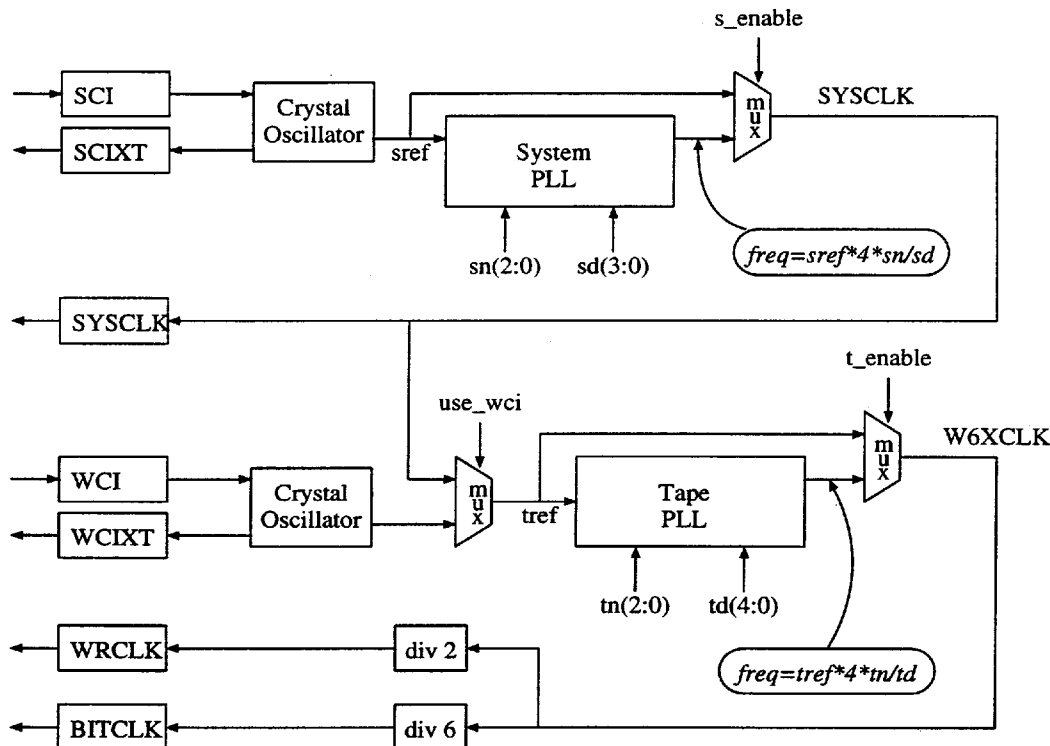 s_enable
SCI
SCIXT
Crystal
Oscillator
sref
System
PLL
mux
SYSCLK
sn(2:0)
sd(3:0)
freq=sref*4*sn/sd
SYSCLK
use_wci
t_enable
WCI
WCIXT
Crystal
Oscillator
mux
tref
Tape
PLL
mux
W6XCLK
tn(2:0)
td(4:0)
freq=tref*4*tn/td
WRCLK
div 2
BITCLK
div 6